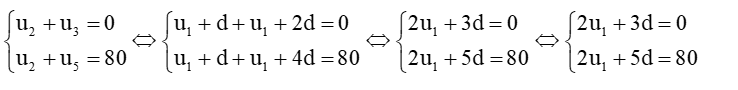 {u₂ + u₃ = 0 ⇔ {u₁ + d + u₁ + 2d = 0 ⇔ {2u₁ + 3d = 0 ⇔ {2u₁ + 3d = 0
{u₂ + u₅ = 80 {u₁ + d + u₁ + 4d = 80 {2u₁ + 5d = 80 {2u₁ + 5d = 80